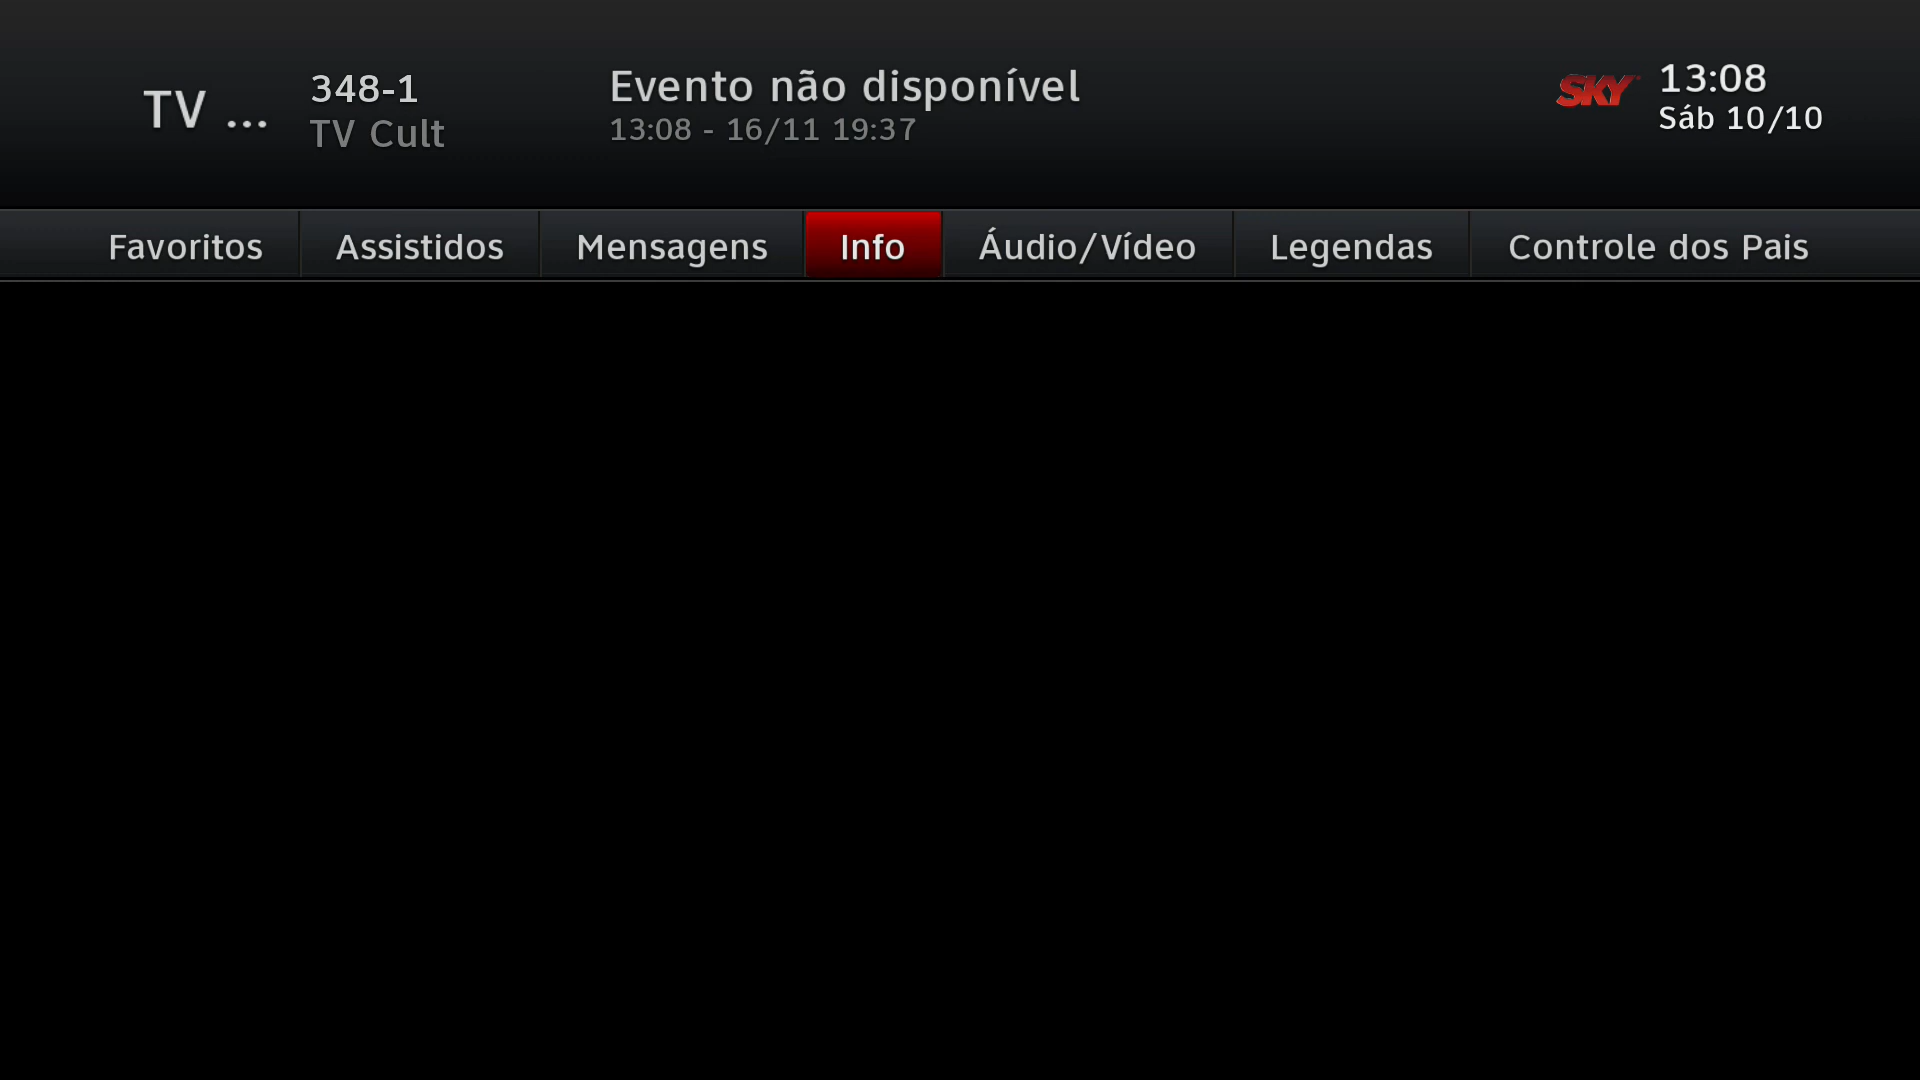 TV ...
348-1
TV Cult
Evento não disponível
13:08 - 16/11 19:37
SKY
13:08
Sáb 10/10
Favoritos
Assistidos
Mensagens
Info
Áudio/Vídeo
Legendas
Controle dos Pais